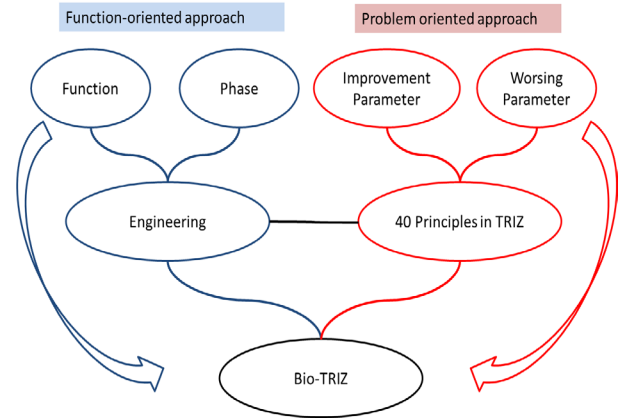 Function-oriented approach
Problem oriented approach
Function
Phase
Improvement
Parameter
Worsing
Parameter
Engineering
40 Principles in TRIZ
Bio-TRIZ